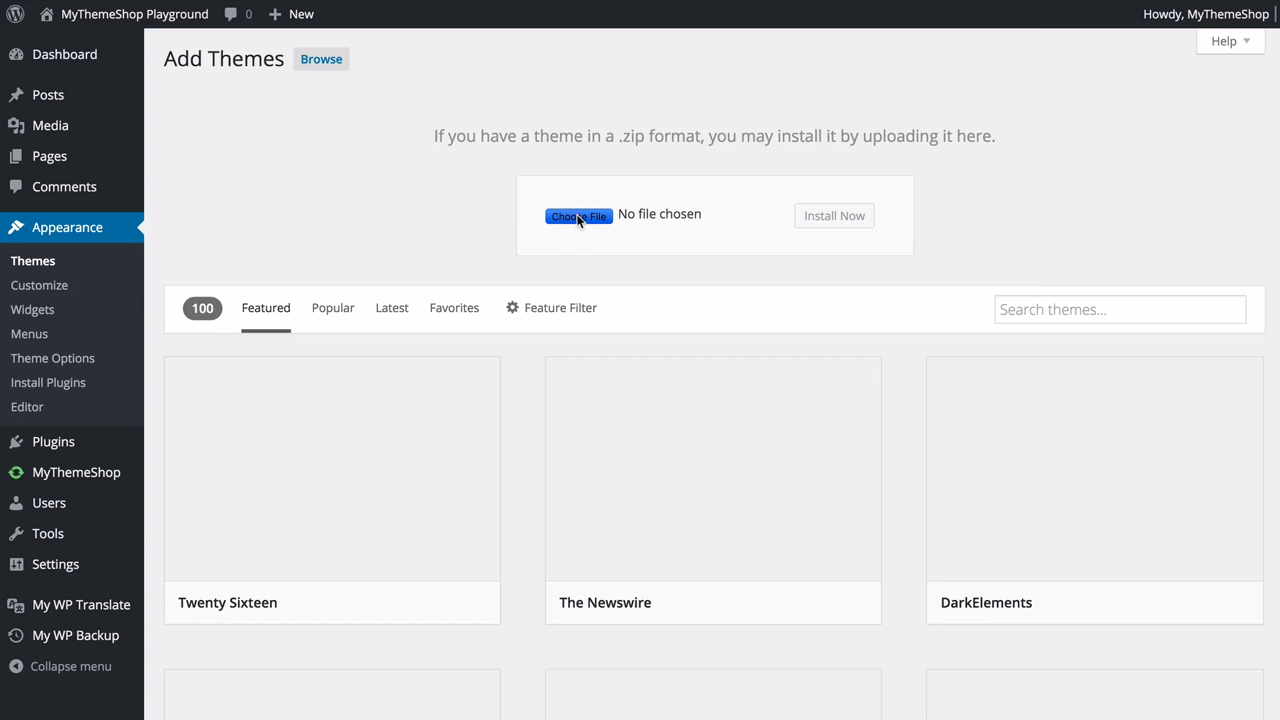 MyThemeShop Playground 0 New Howdy, MyThemeShop
Dashboard
Posts
Media
Pages
Comments
Appearance
Themes
Customize
Widgets
Menus
Theme Options
Install Plugins
Editor
Plugins
MyThemeShop
Users
Tools
Settings
My WP Translate
My WP Backup
Collapse menu
Add Themes Browse
Help
If you have a theme in a .zip format, you may install it by uploading it here.
Choose File No file chosen Install Now
100 Featured Popular Latest Favorites Feature Filter Search themes...
Twenty Sixteen The Newswire DarkElements